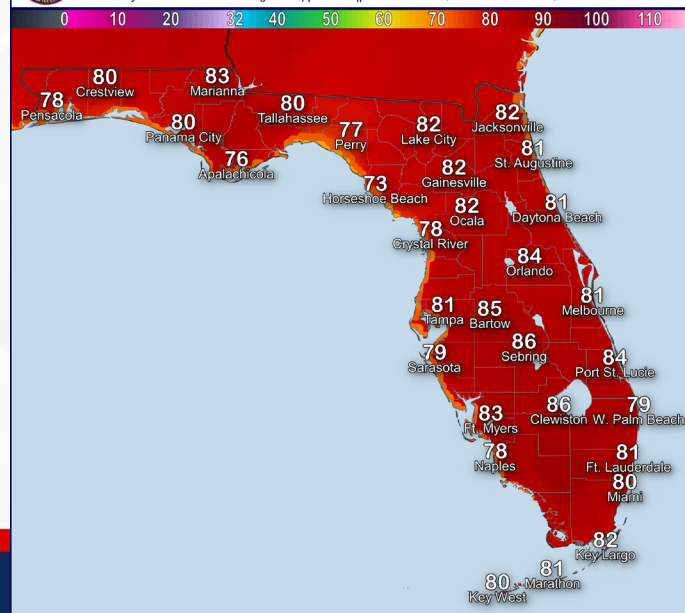 0 10 20 32 40 50 60 70 80 90 100 110
83
Marianna
80
Crestview
78
Pensacola
80
Tallahassee
80
Panama City
77
Perry
82
Lake City
82
Jacksonville
76
Apalachicola
81
St. Augustine
73
Horseshoe Beach
82
Gainesville
82
Ocala
81
Daytona Beach
78
Crystal River
84
Orlando
81
Tampa
85
Bartow
81
Melbourne
79
Sarasota
86
Sebring
84
Port St. Lucie
83
Ft. Myers
86
Clewiston
79
W. Palm Beach
78
Naples
81
Ft. Lauderdale
80
Miami
82
Key Largo
81
Marathon
80
Key West